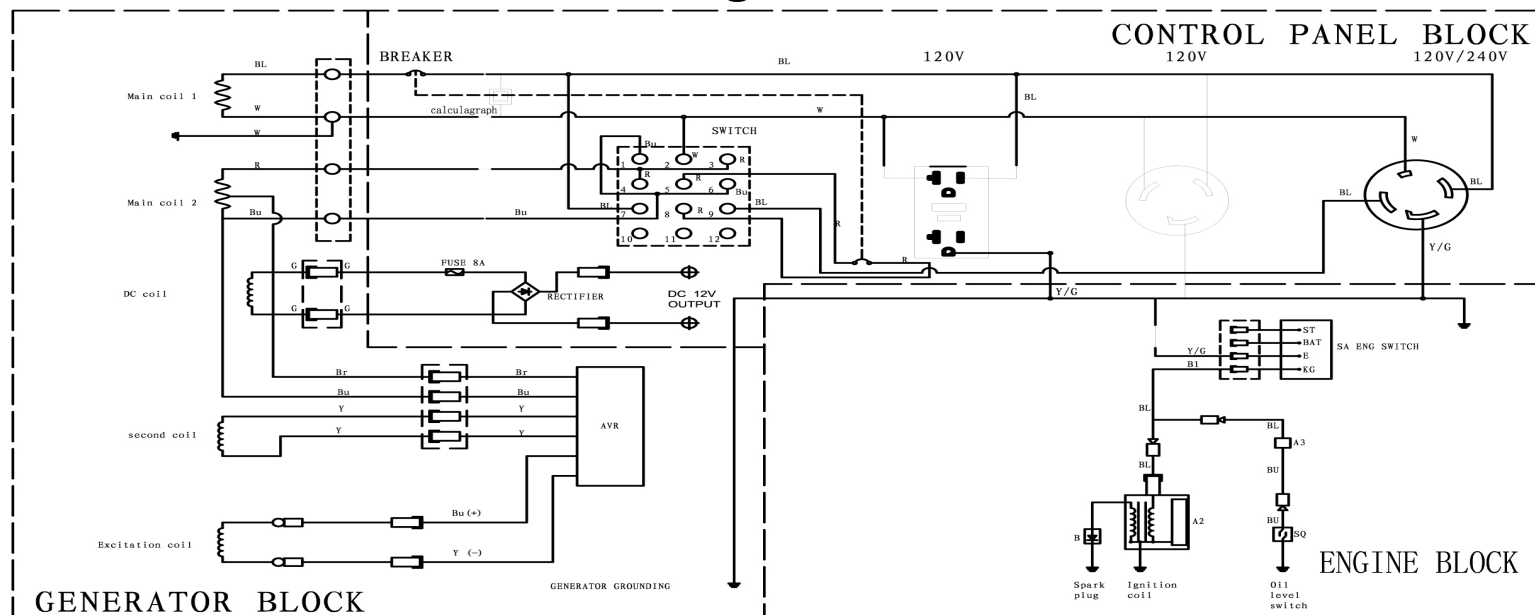 CONTROL PANEL BLOCK
BREAKER
120V
120V
120V/240V
BL
BL
Main coil 1
calculagraph
BL
W
W
W
SWITCH
W
R
Bu
W
R
1
2
3
Main coil 2
R
R
Bu
4
5
6
BL
BL
BL
BL
Bu
Bu
R
7
8
9
R
10
11
12
Y/G
R
G
G
FUSE 8A
DC coil
RECTIFIER
DC 12V
OUTPUT
Y/G
G
G
ST
BAT
SA ENG SWITCH
Y/G
E
B1
KG
Br
Br
Bu
Bu
Y
Y
BL
AVR
BL
second coil
Y
Y
A3
BL
BU
Bu(+)
A2
BU
SQ
B
Excitation coil
Y (-)
ENGINE BLOCK
GENERATOR GROUNDING
Spark
plug
Ignition
coil
Oil
level
switch
GENERATOR BLOCK